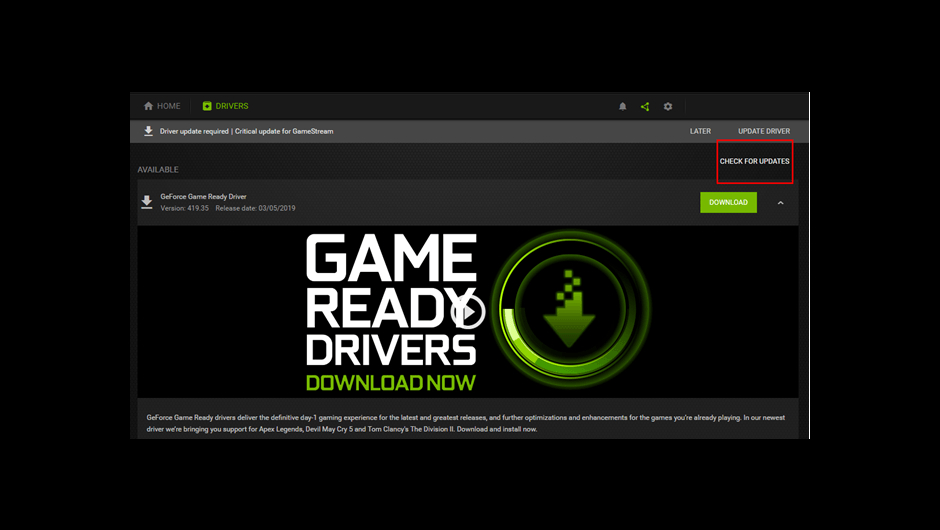 HOME DRIVERS
Driver update required | Critical update for GameStream LATER UPDATE DRIVER
CHECK FOR UPDATES
AVAILABLE
GeForce Game Ready Driver
Version: 419.35 Release date: 03/05/2019
DOWNLOAD
GAME
READY
DRIVERS
DOWNLOAD NOW
GeForce Game Ready drivers deliver the definitive day-1 gaming experience for the latest and greatest releases, and further optimizations and enhancements for the games you're already playing. In our newest
driver we're bringing you support for Apex Legends, Devil May Cry 5 and Tom Clancy's The Division II. Download and install now.